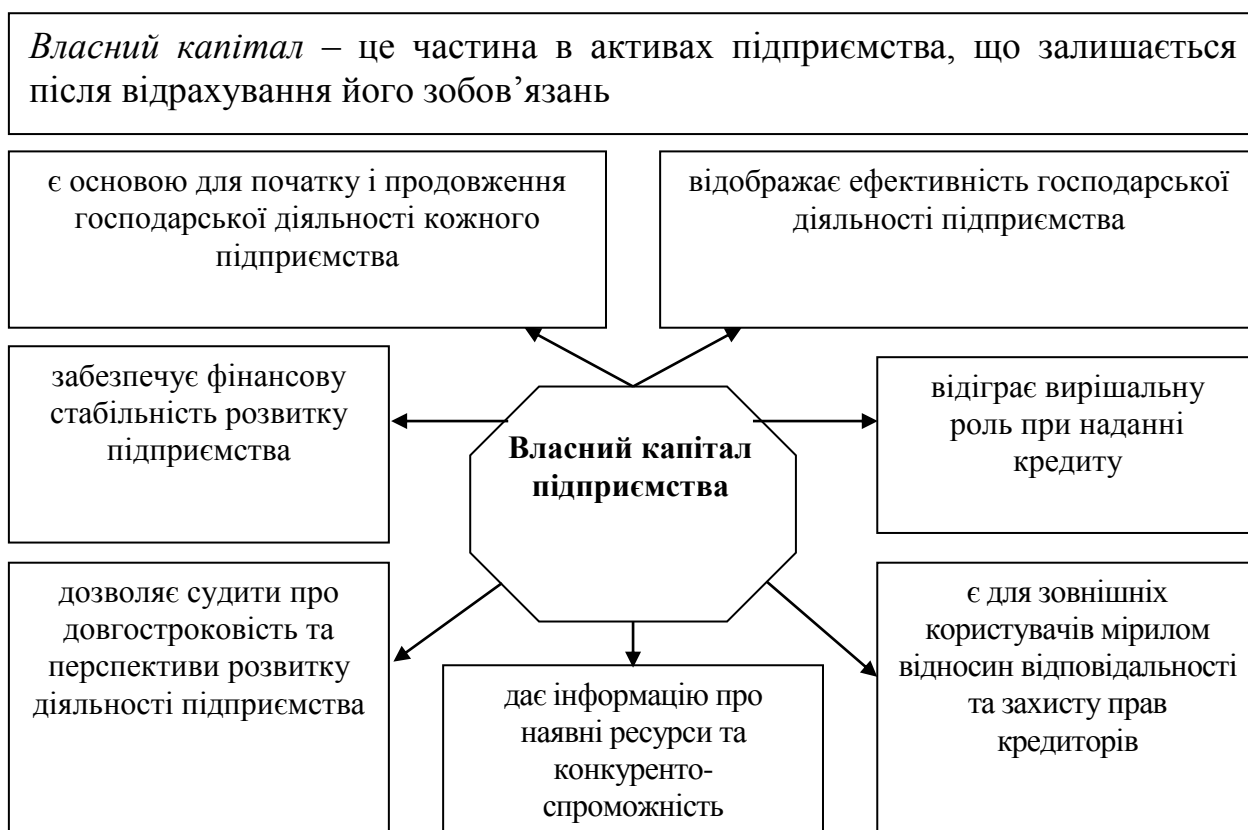 Власний капітал – це частина в активах підприємства, що залишається
після відрахування його зобов’язань
є основою для початку і продовження
господарської діяльності кожного
підприємства
відображає ефективність господарської
діяльності підприємства
забезпечує фінансову
стабільність розвитку
підприємства
Власний капітал
підприємства
відіграє вирішальну
роль при наданні
кредиту
дозволяє судити про
довгостроковість та
перспективи розвитку
діяльності підприємства
дає інформацію про
наявні ресурси та
конкуренто-
спроможність
є для зовнішніх
користувачів мірилом
відносин відповідальності
та захисту прав
кредиторів